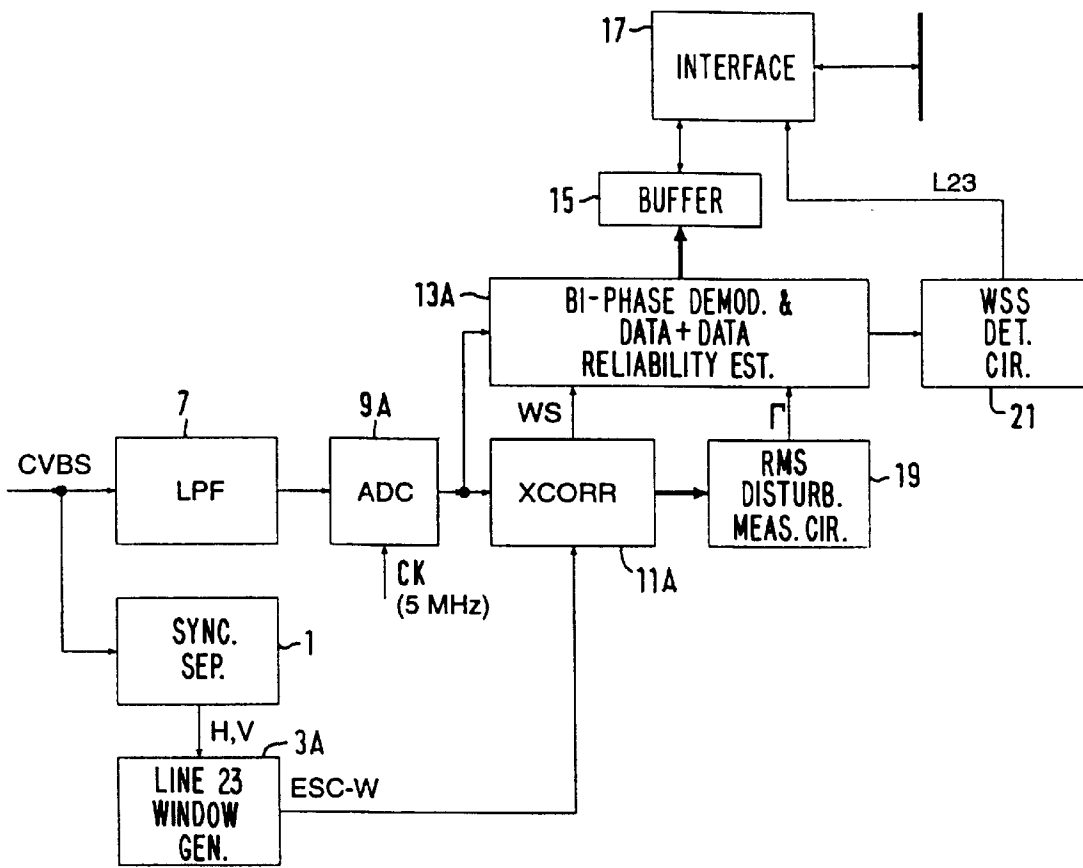 17
INTERFACE
L23
15
BUFFER
13A
BI-PHASE DEMOD. &
DATA+DATA
RELIABILITY EST.
WSS
DET.
CIR.
21
WS
Γ
7
9A
CVBS
LPF
ADC
XCORR
RMS
DISTURB.
MEAS.CIR.
19
11A
CK
(5 MHz)
SYNC.
SEP.
1
H,V
3A
LINE 23
WINDOW
GEN.
ESC-W